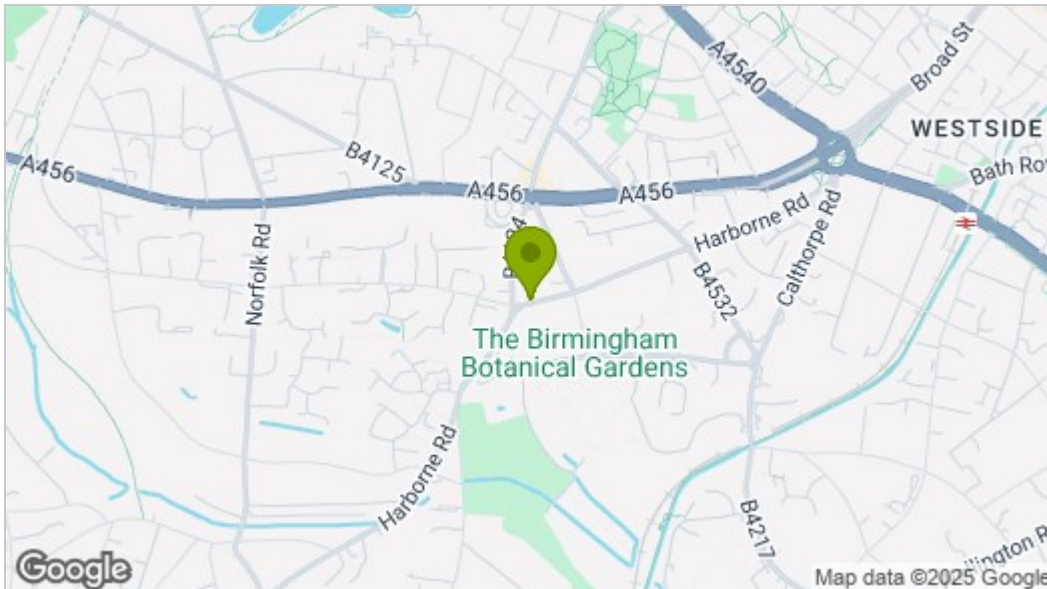 A4540
Broad St
WESTSIDE
Bath Ro
A456
B4125
A456
A456
Harborne Rd
Calthorpe Rd
B4532
Norfolk Rd
The Birmingham
Botanical Gardens
Harborne Rd
B4217
Google
Map data ©2025 Google